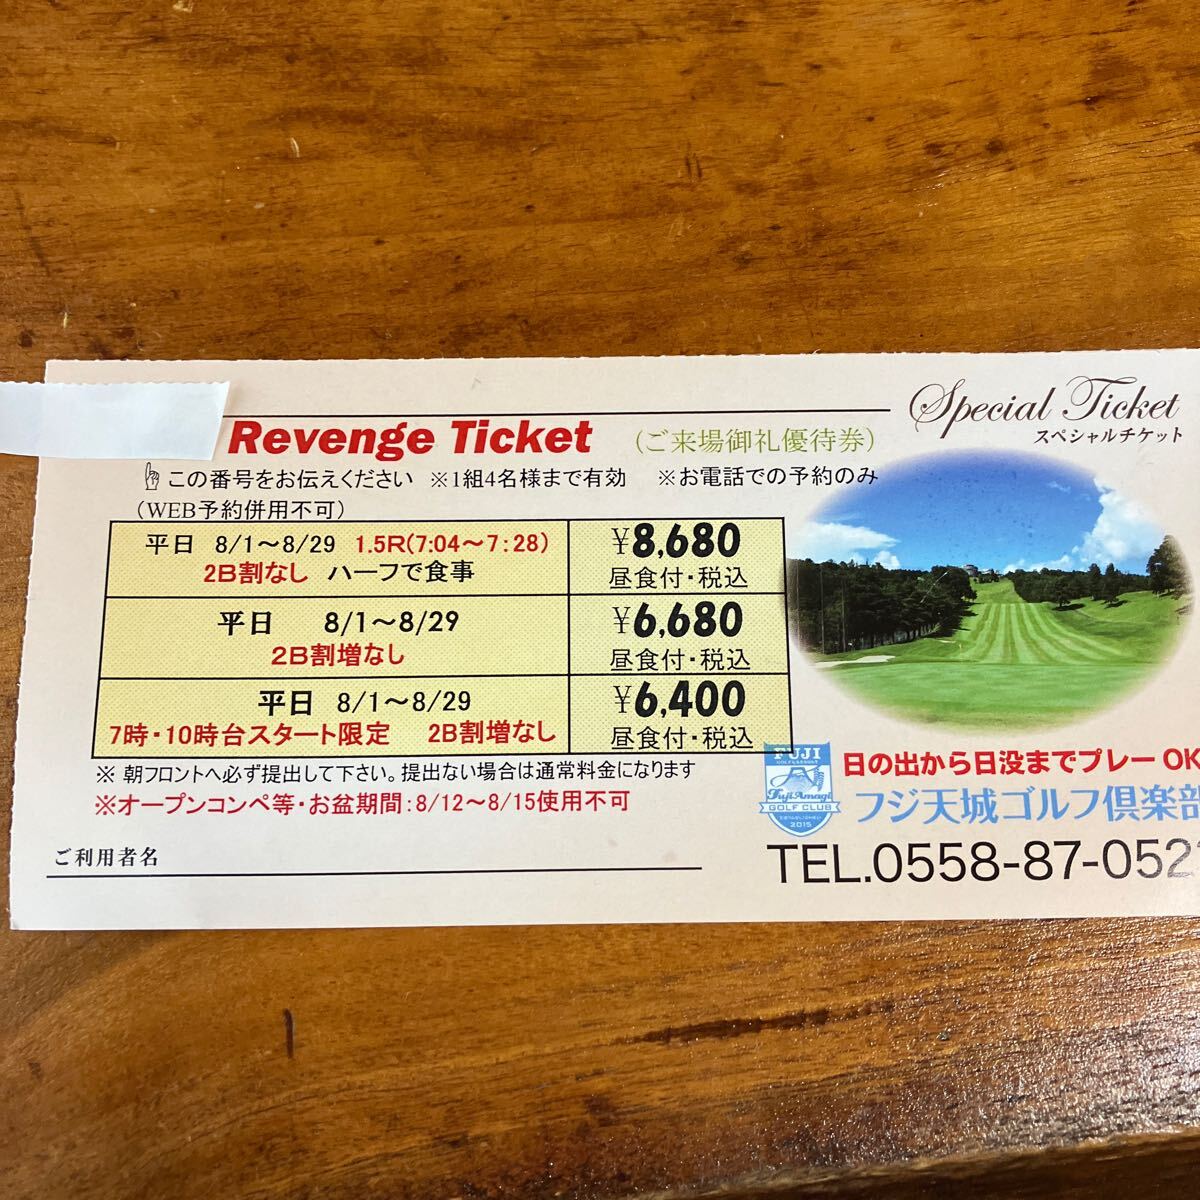 Special Ticket
スペシャルチケット
Revenge Ticket (ご来場御礼優待券)
この番号をお伝えください ※1組4名様まで有効 ※お電話での予約のみ
(WEB予約併用不可)
平日 8/1～8/29 1.5R(7:04～7:28) ¥8,680
2B割なし ハーフで食事 昼食付・税込
平日 8/1～8/29 ¥6,680
2B割増なし 昼食付・税込
平日 8/1～8/29 ¥6,400
7時・10時台スタート限定 2B割増なし 昼食付・税込
※ 朝フロントへ必ず提出して下さい。提出ない場合は通常料金になります
※オープンコンペ等・お盆期間:8/12～8/15使用不可
ご利用者名
FUJI
Fuji Amagi
GOLF CLUB
2015
日の出から日没までプレーOK
フジ天城ゴルフ倶楽部
TEL.0558-87-052